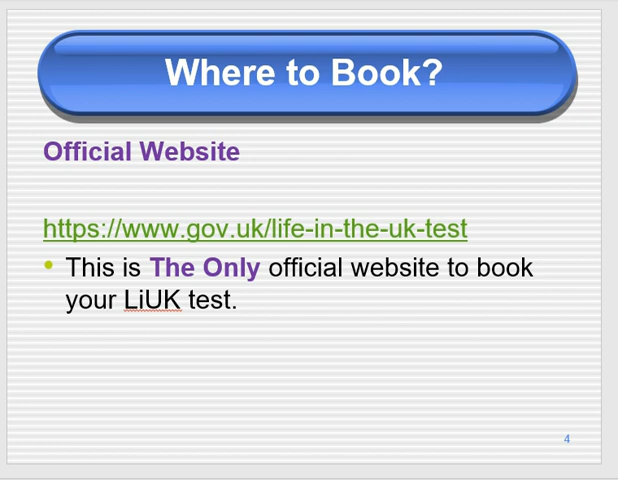 Where to Book?
Official Website
https://www.gov.uk/life-in-the-uk-test
• This is The Only official website to book
your LiUK test.
4